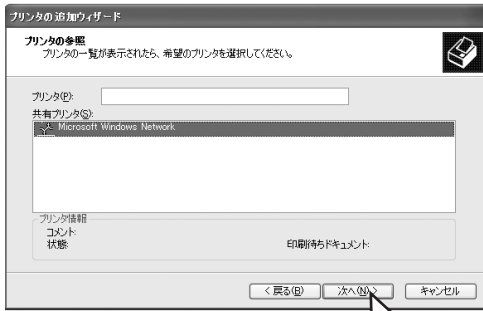 プリンタの追加ウィザード
プリンタの参照
プリンタの一覧が表示されたら、希望のプリンタを選択してください。
プリンタ(P):
共有プリンタ(S):
Microsoft Windows Network
プリンタ情報
コメント:
状態:
印刷待ちドキュメント:
< 戻る(B)
次へ(N) >
キャンセル